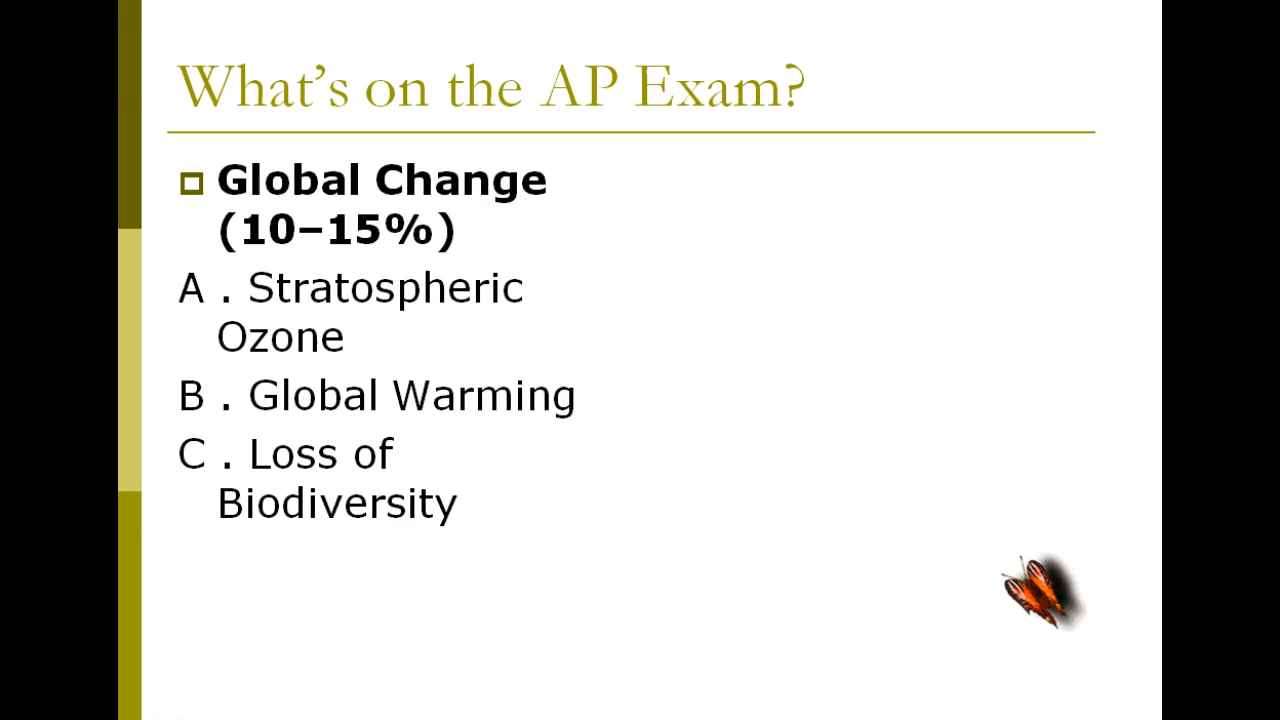 What's on the AP Exam?
Global Change
(10–15%)
A . Stratospheric
Ozone
B . Global Warming
C . Loss of
Biodiversity